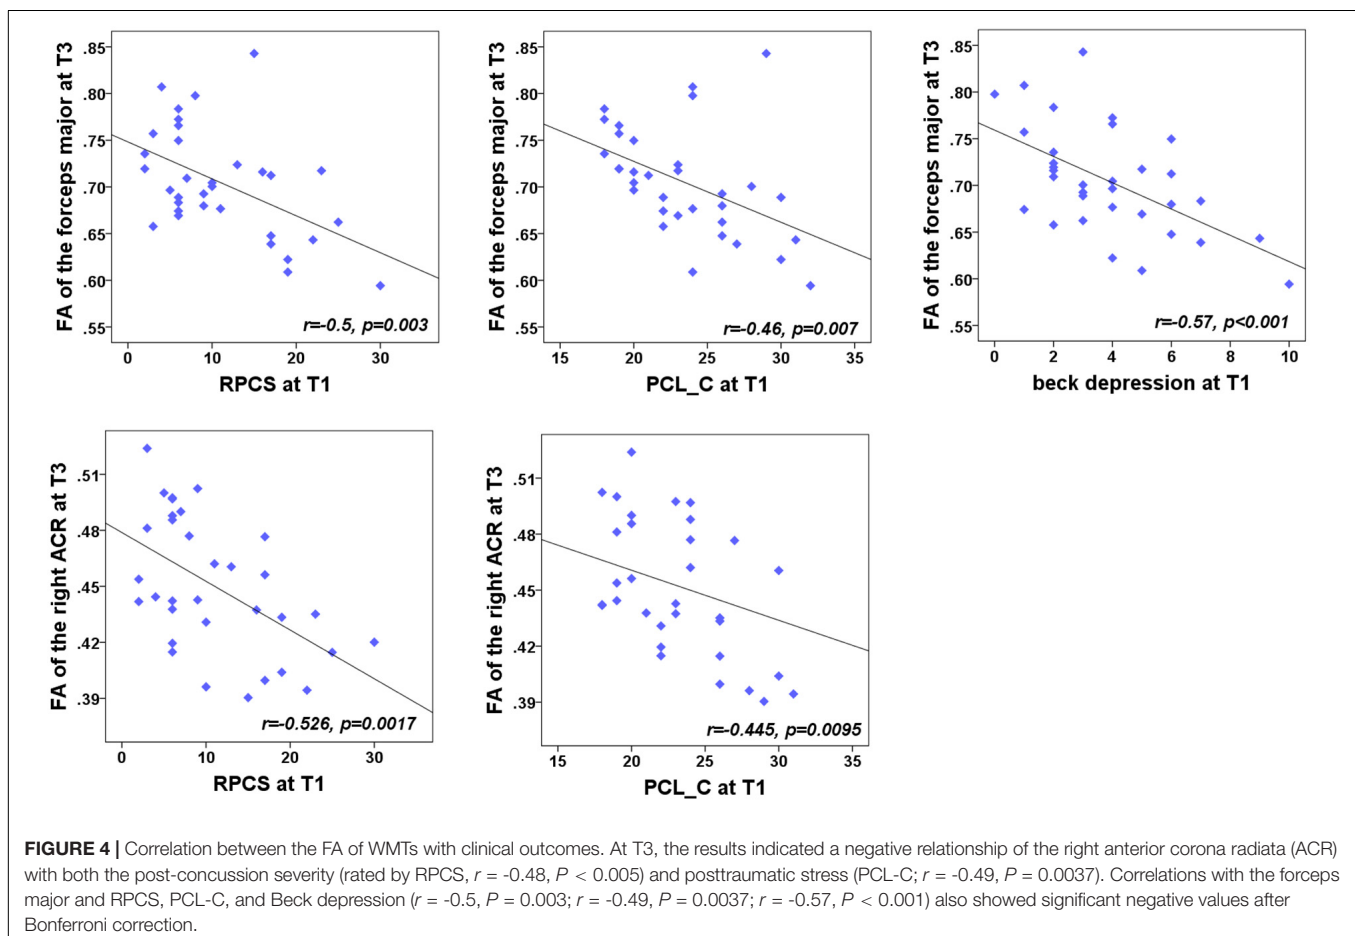 FA of the forceps major at T3
.85
.80
.75
.70
.65
.60
.55
r=-0.5, p=0.003
0 10 20 30
RPCS at T1
FA of the forceps major at T3
.85
.80
.75
.70
.65
.60
.55
r=-0.46, p=0.007
15 20 25 30 35
PCL_C at T1
FA of the forceps major at T3
.85
.80
.75
.70
.65
.60
.55
r=-0.57, p<0.001
0 2 4 6 8 10
beck depression at T1
FA of the right ACR at T3
.51
.48
.45
.42
.39
r=-0.526, p=0.0017
0 10 20 30
RPCS at T1
FA of the right ACR at T3
.51
.48
.45
.42
.39
r=-0.445, p=0.0095
15 20 25 30 35
PCL_C at T1
FIGURE 4 | Correlation between the FA of WMTs with clinical outcomes. At T3, the results indicated a negative relationship of the right anterior corona radiata (ACR)
with both the post-concussion severity (rated by RPCS, r = -0.48, P < 0.005) and posttraumatic stress (PCL-C; r = -0.49, P = 0.0037). Correlations with the forceps
major and RPCS, PCL-C, and Beck depression (r = -0.5, P = 0.003; r = -0.49, P = 0.0037; r = -0.57, P < 0.001) also showed significant negative values after
Bonferroni correction.